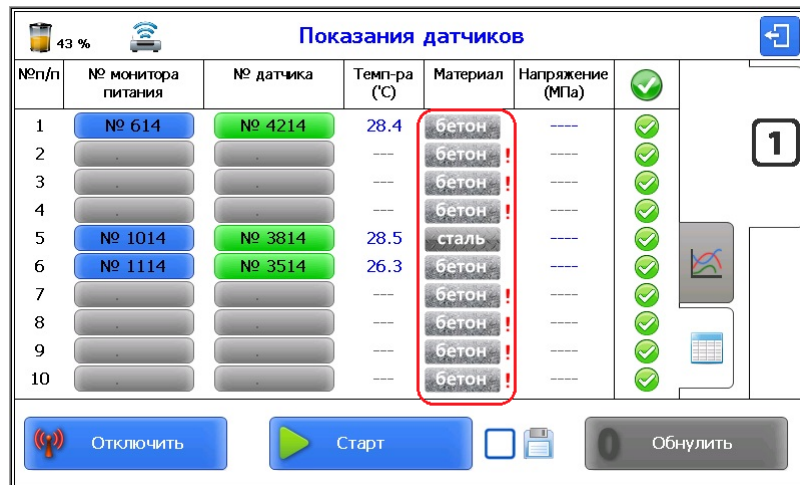 43 %
Показания датчиков
№п/п № монитора питания № датчика Темп-ра (°С) Материал Напряжение (МПа)
1 № 614 № 4214 28.4 бетон ----
2 . . --- бетон ! ----
3 . . --- бетон ! ----
4 . . --- бетон ! ----
5 № 1014 № 3814 28.5 сталь ----
6 № 1114 № 3514 26.3 бетон ----
7 . . --- бетон ! ----
8 . . --- бетон ! ----
9 . . --- бетон ! ----
10 . . --- бетон ! ----
1
Отключить
Старт
0 Обнулить